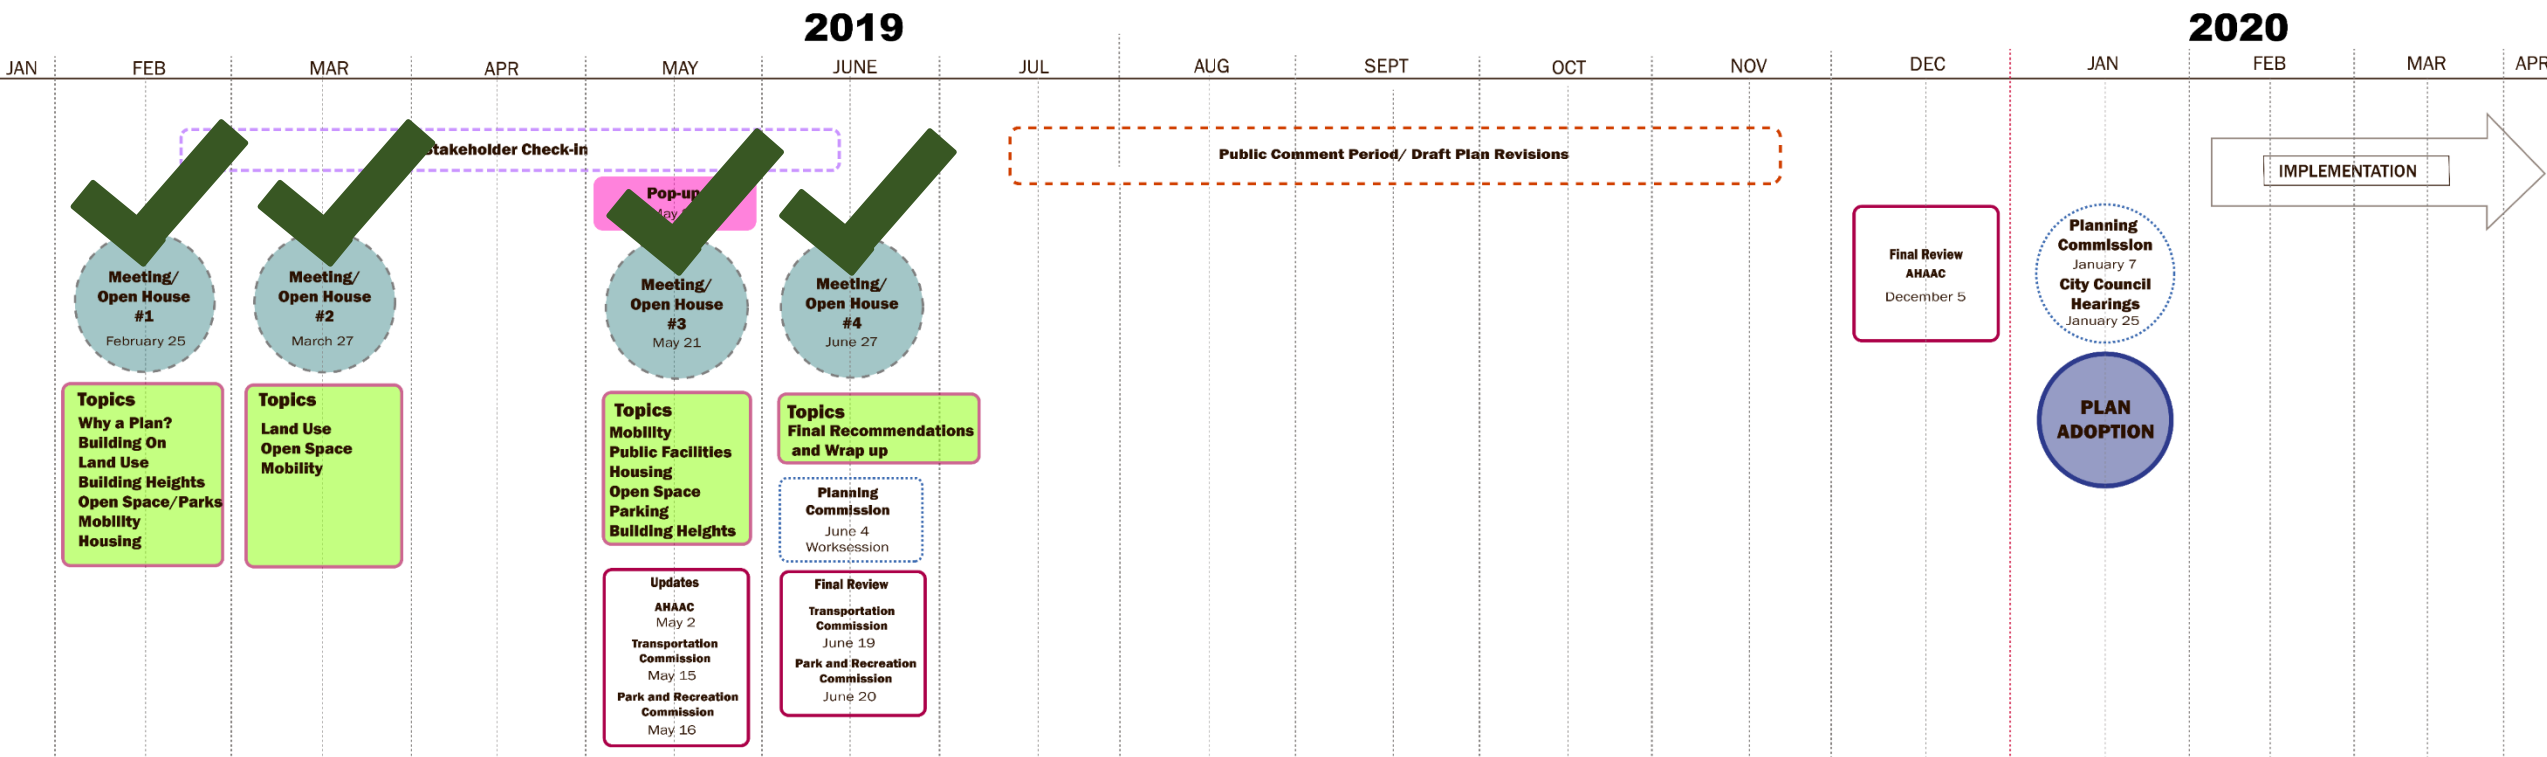 2019
2020
JAN FEB MAR APR MAY JUNE JUL AUG SEPT OCT NOV DEC JAN FEB MAR APR
Stakeholder Check-in
Public Comment Period/ Draft Plan Revisions
IMPLEMENTATION
Pop-up
May
Meeting/
Open House
#1
February 25
Meeting/
Open House
#2
March 27
Meeting/
Open House
#3
May 21
Meeting/
Open House
#4
June 27
Final Review
AHAAC
December 5
Planning
Commission
January 7
City Council
Hearings
January 25
PLAN
ADOPTION
Topics
Why a Plan?
Building On
Land Use
Building Heights
Open Space/Parks
Mobility
Housing
Topics
Land Use
Open Space
Mobility
Topics
Mobility
Public Facilities
Housing
Open Space
Parking
Building Heights
Topics
Final Recommendations
and Wrap up
Planning
Commission
June 4
Worksession
Updates
AHAAC
May 2
Transportation
Commission
May 15
Park and Recreation
Commission
May 16
Final Review
Transportation
Commission
June 19
Park and Recreation
Commission
June 20